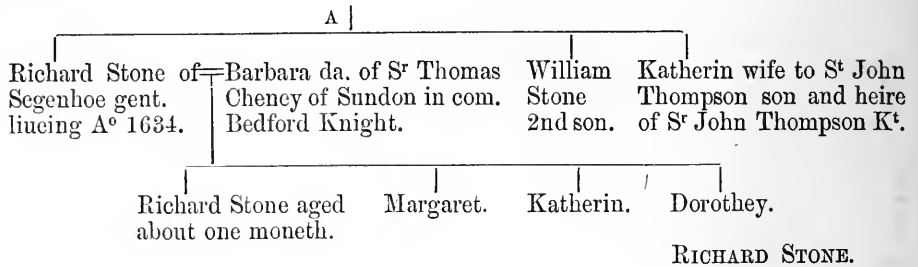 A
Richard Stone of
Segenhoe gent.
liueing Aº 1634.
Barbara da. of Sʳ Thomas
Cheney of Sundon in com.
Bedford Knight.
William
Stone
2nd son.
Katherin wife to Sᵗ John
Thompson son and heire
of Sʳ John Thompson Kᵗ.
Richard Stone aged
about one moneth.
Margaret.
Katherin.
Dorothey.
RICHARD STONE.